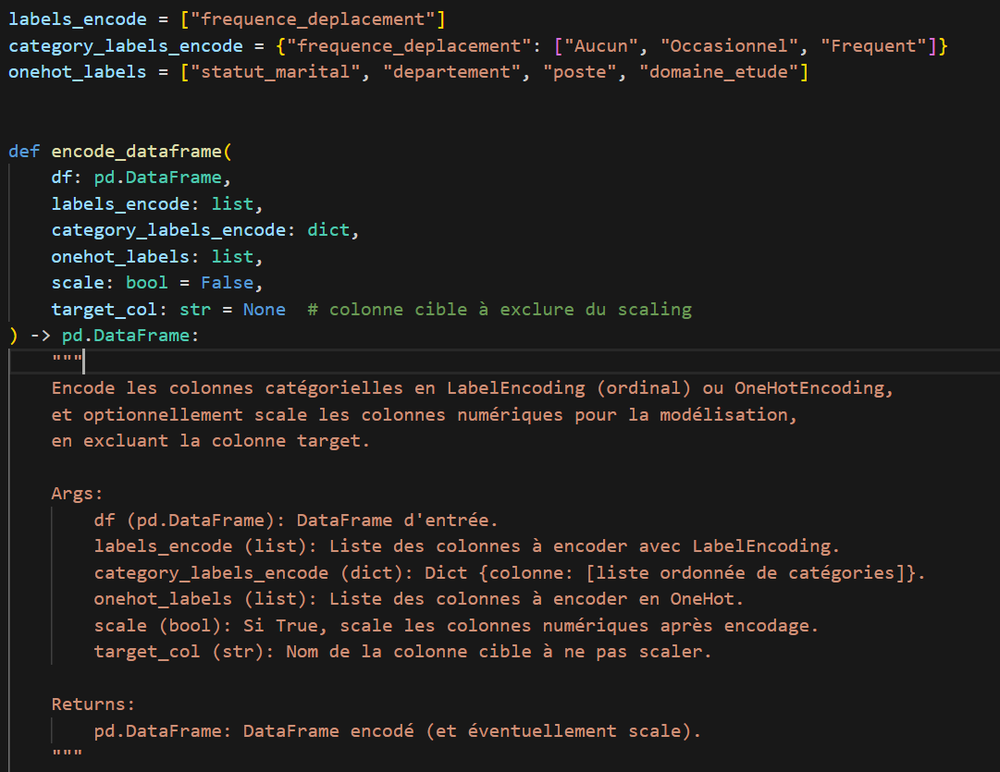 labels_encode = ["frequence_deplacement"]
category_labels_encode = {"frequence_deplacement": ["Aucun", "Occasionnel", "Frequent"]}
onehot_labels = ["statut_marital", "departement", "poste", "domaine_etude"]
def encode_dataframe(
    df: pd.DataFrame,
    labels_encode: list,
    category_labels_encode: dict,
    onehot_labels: list,
    scale: bool = False,
    target_col: str = None  # colonne cible à exclure du scaling
) -> pd.DataFrame:
    """
    Encode les colonnes catégorielles en LabelEncoding (ordinal) ou OneHotEncoding,
    et optionnellement scale les colonnes numériques pour la modélisation,
    en excluant la colonne target.
    Args:
        df (pd.DataFrame): DataFrame d'entrée.
        labels_encode (list): Liste des colonnes à encoder avec LabelEncoding.
        category_labels_encode (dict): Dict {colonne: [liste ordonnée de catégories]}.
        onehot_labels (list): Liste des colonnes à encoder en OneHot.
        scale (bool): Si True, scale les colonnes numériques après encodage.
        target_col (str): Nom de la colonne cible à ne pas scaler.
    Returns:
        pd.DataFrame: DataFrame encodé (et éventuellement scale).
    """